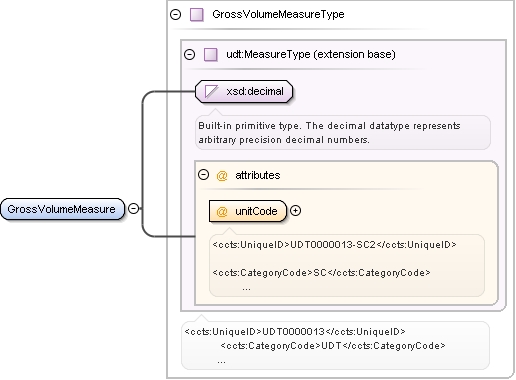 GrossVolumeMeasureType
udt:MeasureType (extension base)
xsd:decimal
Built-in primitive type. The decimal datatype represents
arbitrary precision decimal numbers.
@ attributes
@ unitCode
<ccts:UniqueID>UDT0000013-SC2</ccts:UniqueID>
<ccts:CategoryCode>SC</ccts:CategoryCode>
...
GrossVolumeMeasure
<ccts:UniqueID>UDT0000013</ccts:UniqueID>
<ccts:CategoryCode>UDT</ccts:CategoryCode>
...